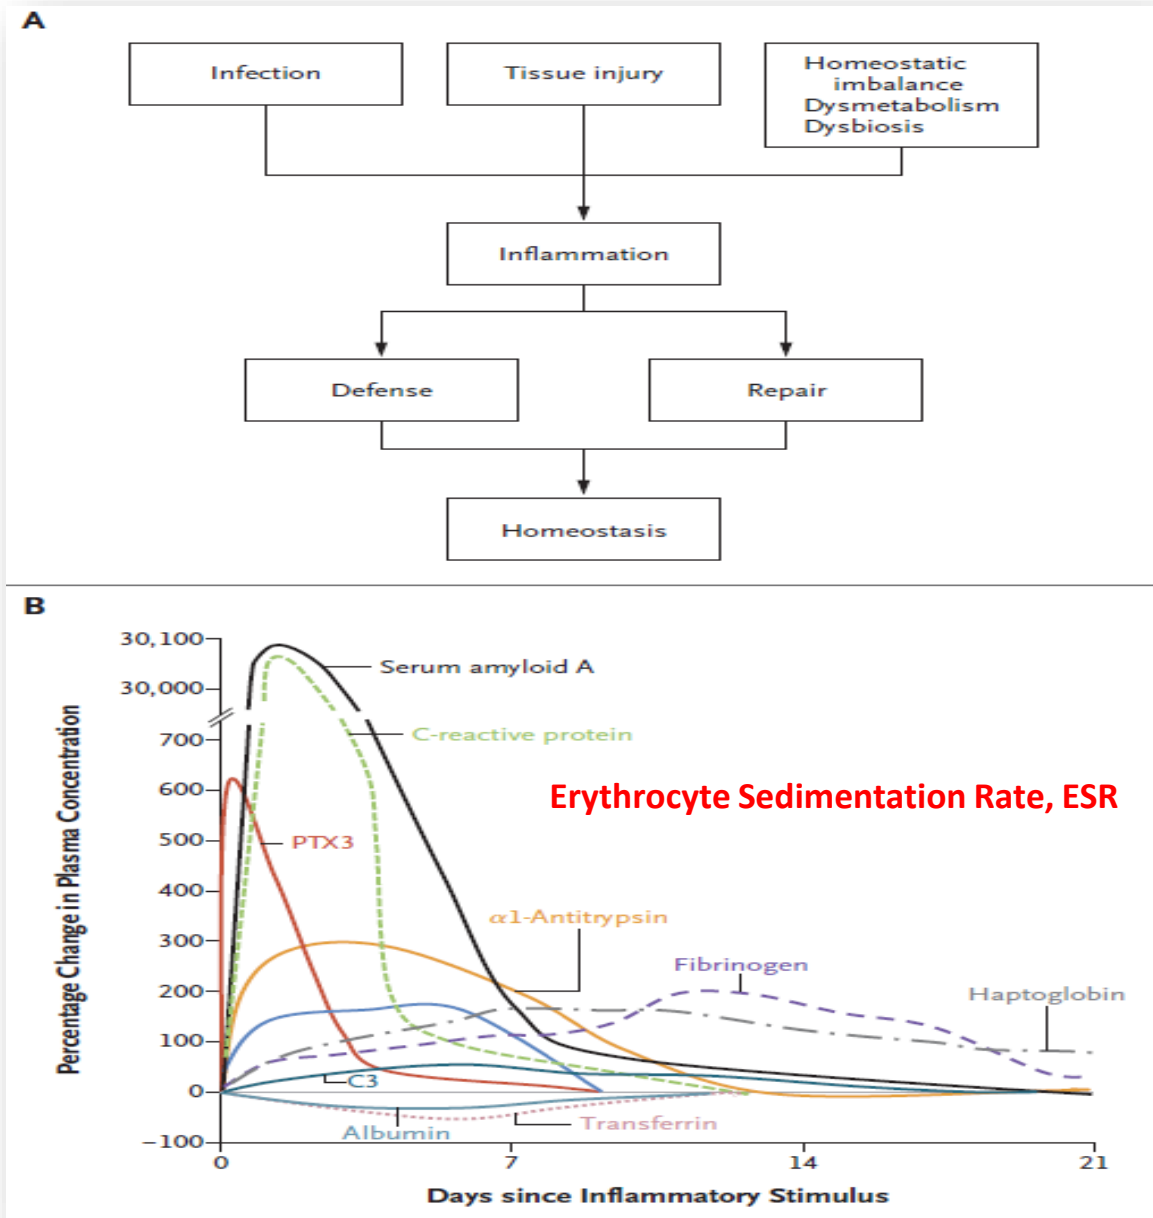 A
Infection
Tissue injury
Homeostatic
imbalance
Dysmetabolism
Dysbiosis
Inflammation
Defense
Repair
Homeostasis
B
Percentage Change in Plasma Concentration
30,100
30,000
700
600
500
400
300
200
100
0
−100
Serum amyloid A
C-reactive protein
Erythrocyte Sedimentation Rate, ESR
PTX3
α1-Antitrypsin
Fibrinogen
Haptoglobin
C3
Albumin
Transferrin
0
7
14
21
Days since Inflammatory Stimulus